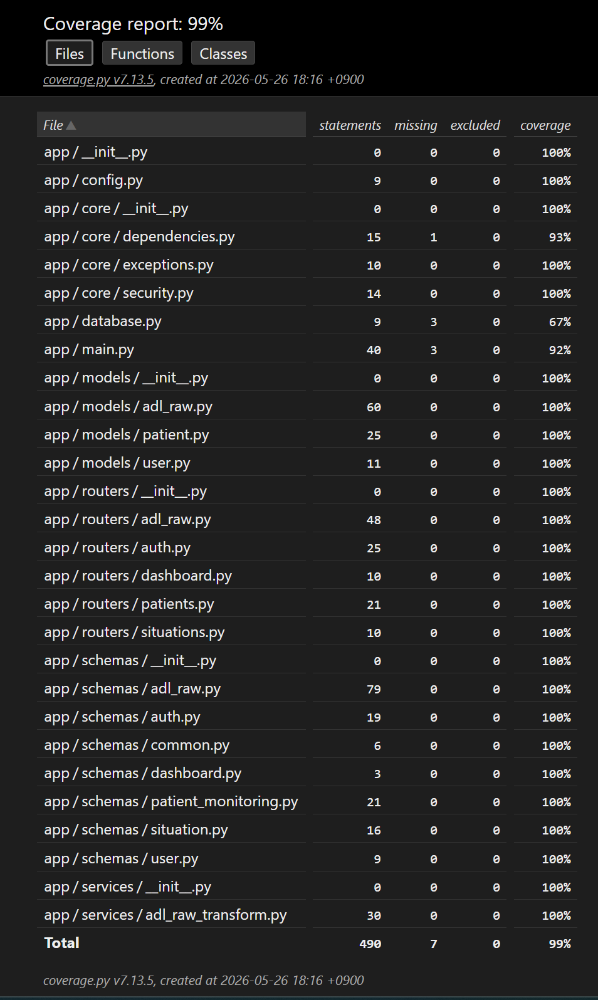 Coverage report: 99%
Files Functions Classes
coverage.py v7.13.5, created at 2026-05-26 18:16 +0900
File statements missing excluded coverage
app / __init__.py 0 0 0 100%
app / config.py 9 0 0 100%
app / core / __init__.py 0 0 0 100%
app / core / dependencies.py 15 1 0 93%
app / core / exceptions.py 10 0 0 100%
app / core / security.py 14 0 0 100%
app / database.py 9 3 0 67%
app / main.py 40 3 0 92%
app / models / __init__.py 0 0 0 100%
app / models / adl_raw.py 60 0 0 100%
app / models / patient.py 25 0 0 100%
app / models / user.py 11 0 0 100%
app / routers / __init__.py 0 0 0 100%
app / routers / adl_raw.py 48 0 0 100%
app / routers / auth.py 25 0 0 100%
app / routers / dashboard.py 10 0 0 100%
app / routers / patients.py 21 0 0 100%
app / routers / situations.py 10 0 0 100%
app / schemas / __init__.py 0 0 0 100%
app / schemas / adl_raw.py 79 0 0 100%
app / schemas / auth.py 19 0 0 100%
app / schemas / common.py 6 0 0 100%
app / schemas / dashboard.py 3 0 0 100%
app / schemas / patient_monitoring.py 21 0 0 100%
app / schemas / situation.py 16 0 0 100%
app / schemas / user.py 9 0 0 100%
app / services / __init__.py 0 0 0 100%
app / services / adl_raw_transform.py 30 0 0 100%
Total 490 7 0 99%
coverage.py v7.13.5, created at 2026-05-26 18:16 +0900